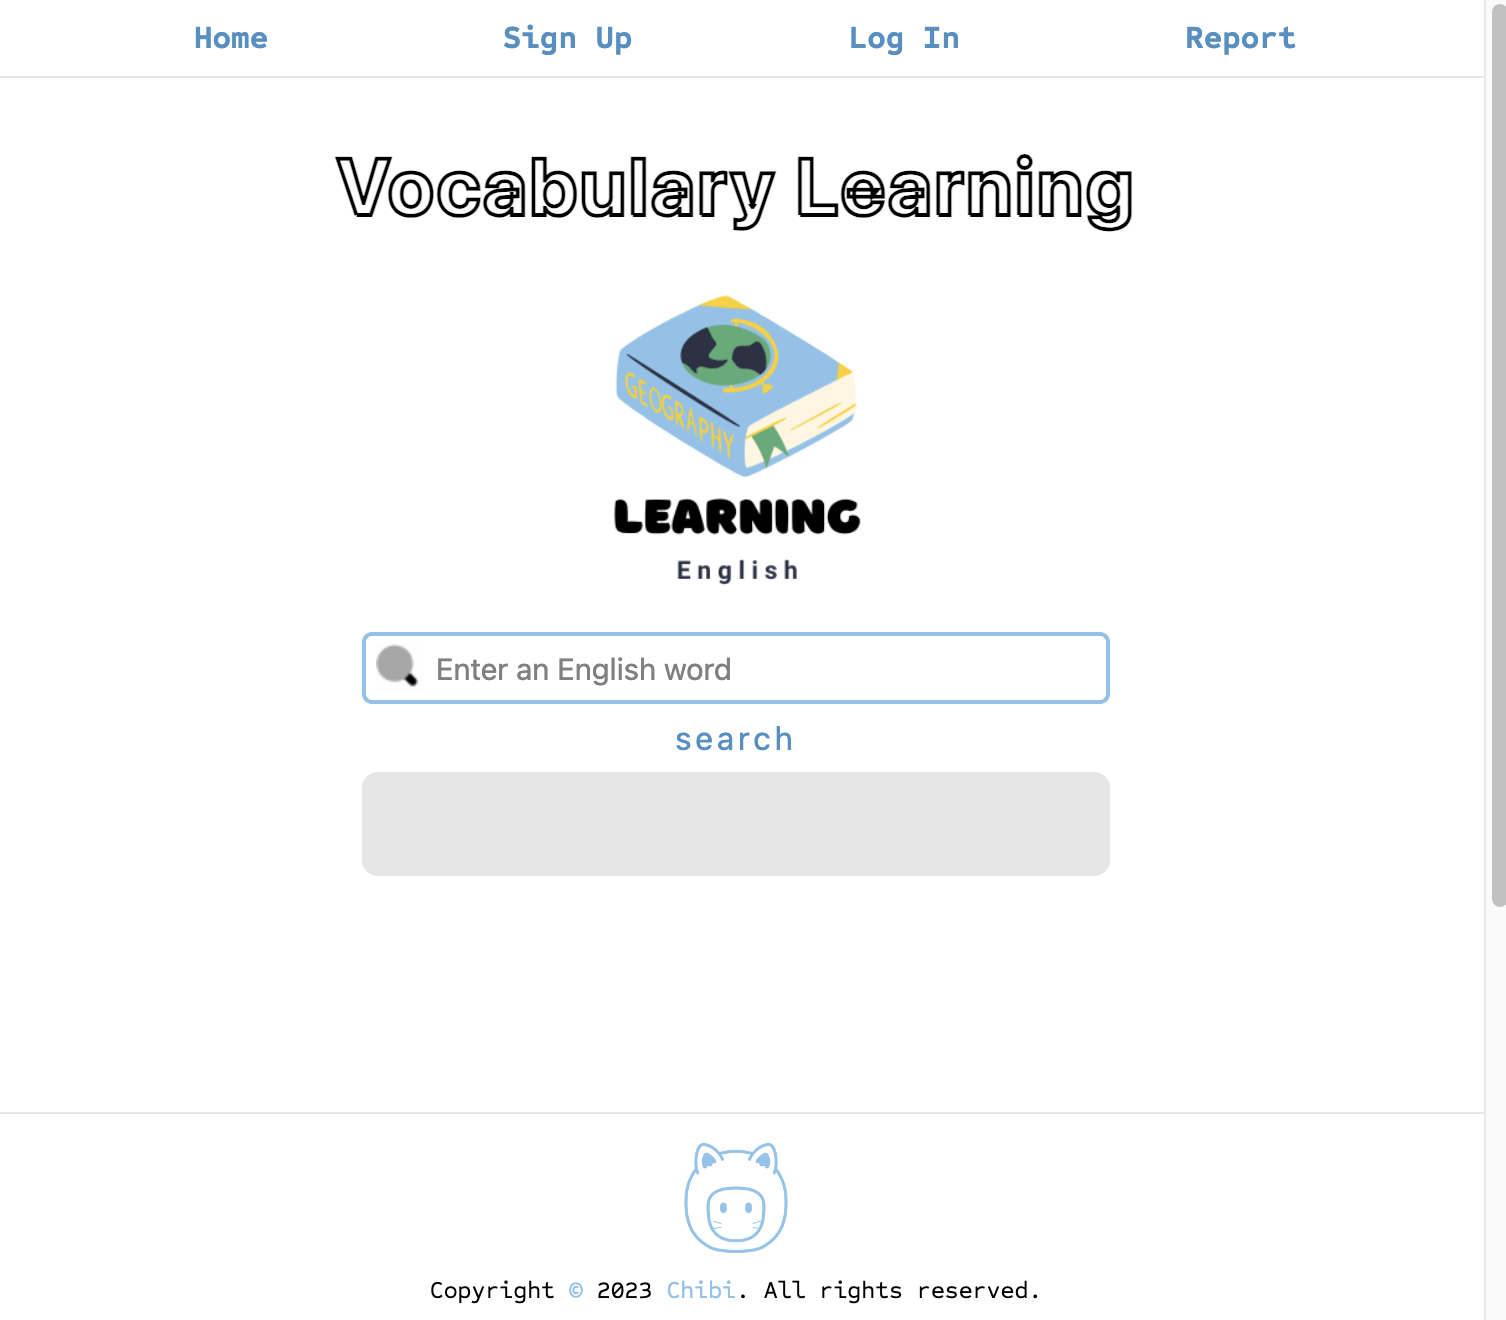 Home Sign Up Log In Report
Vocabulary Learning
GEOGRAPHY
LEARNING
English
Enter an English word
search
Copyright © 2023 Chibi. All rights reserved.